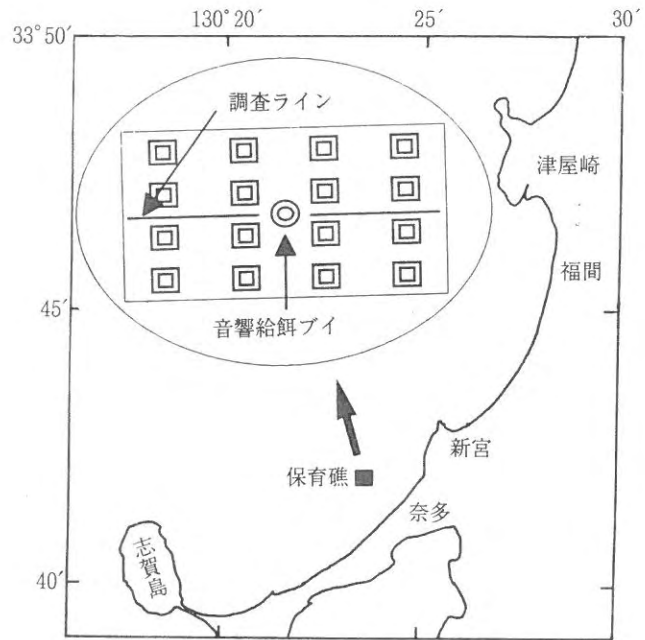 130°20′
25′
30′
33°50′
調査ライン
津屋崎
福間
45′
音響給餌ブイ
新宮
保育礁
奈多
志賀島
40′